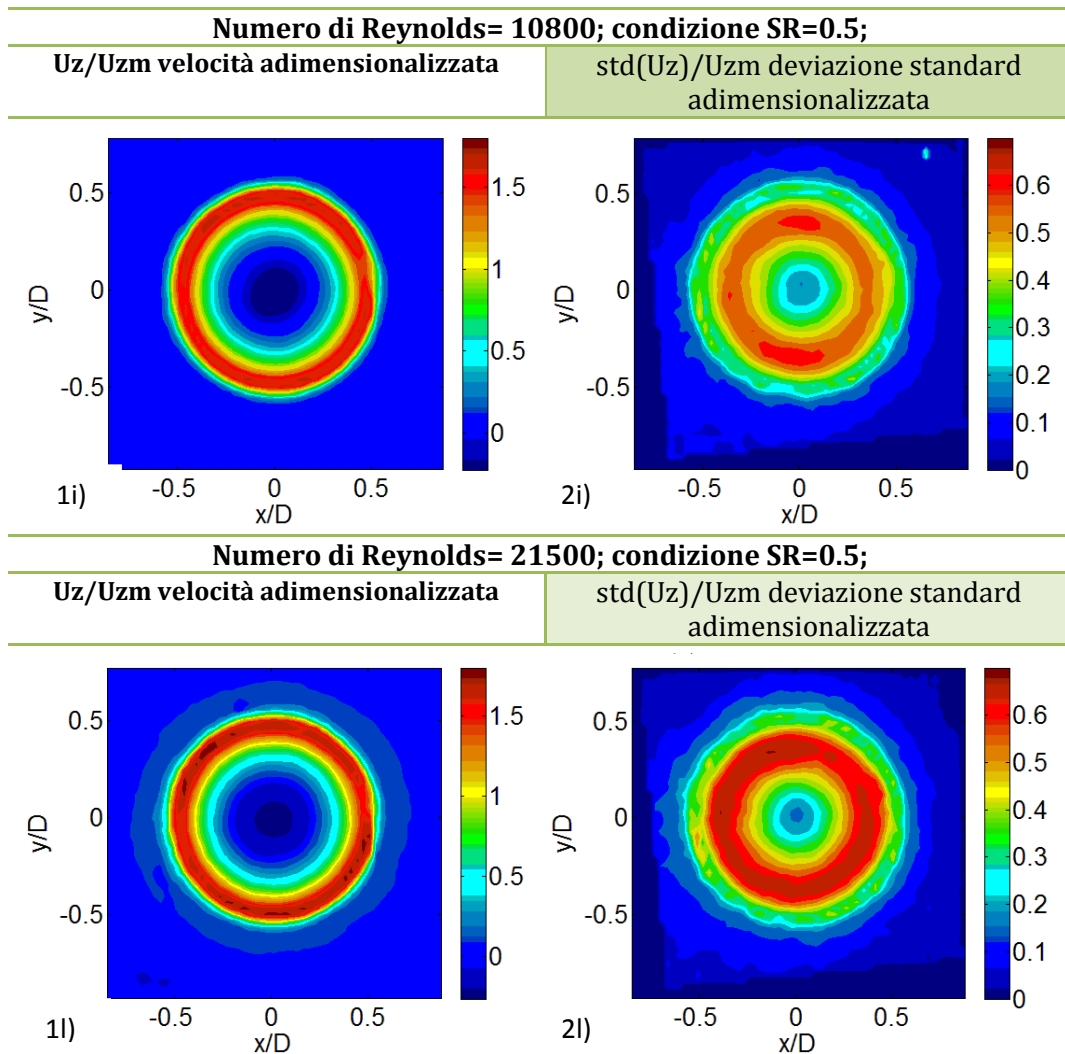 Numero di Reynolds= 10800; condizione SR=0.5;
Uz/Uzm velocità adimensionalizzata
std(Uz)/Uzm deviazione standard
adimensionalizzata
0.5
0
-0.5
y/D
-0.5 0 0.5
x/D
1.5
1
0.5
0
1i)
0.5
0
-0.5
y/D
-0.5 0 0.5
x/D
0.6
0.5
0.4
0.3
0.2
0.1
0
2i)
Numero di Reynolds= 21500; condizione SR=0.5;
Uz/Uzm velocità adimensionalizzata
std(Uz)/Uzm deviazione standard
adimensionalizzata
0.5
0
-0.5
y/D
-0.5 0 0.5
x/D
1.5
1
0.5
0
1l)
0.5
0
-0.5
y/D
-0.5 0 0.5
x/D
0.6
0.5
0.4
0.3
0.2
0.1
0
2l)